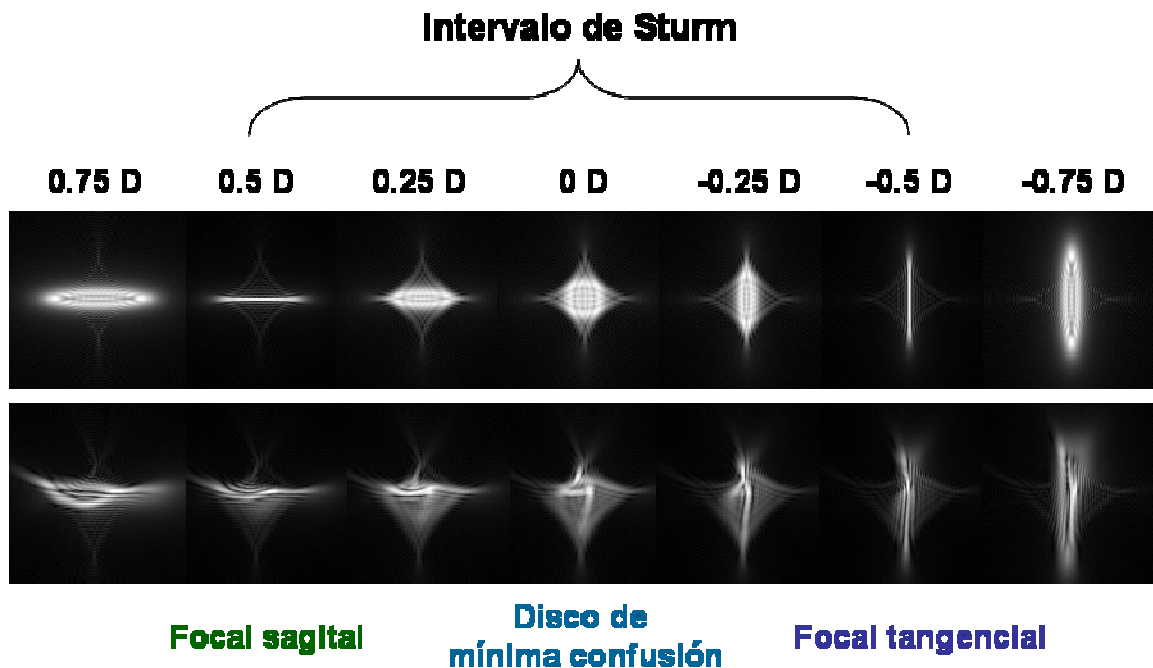 Intervalo de Sturm
0.75 D 0.5 D 0.25 D 0 D -0.25 D -0.5 D -0.75 D
Focal sagital
Disco de
mínima confusión
Focal tangencial